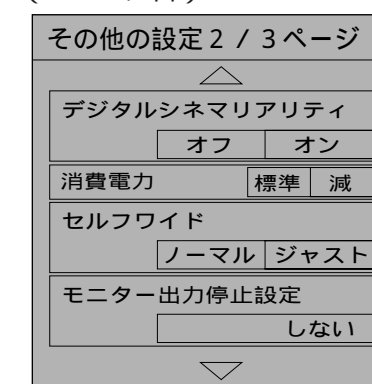 その他の設定2 / 3ページ
デジタルシネマリアリティ
オフ オン
消費電力 標準 減
セルフワイド
ノーマル ジャスト
モニター出力停止設定
しない